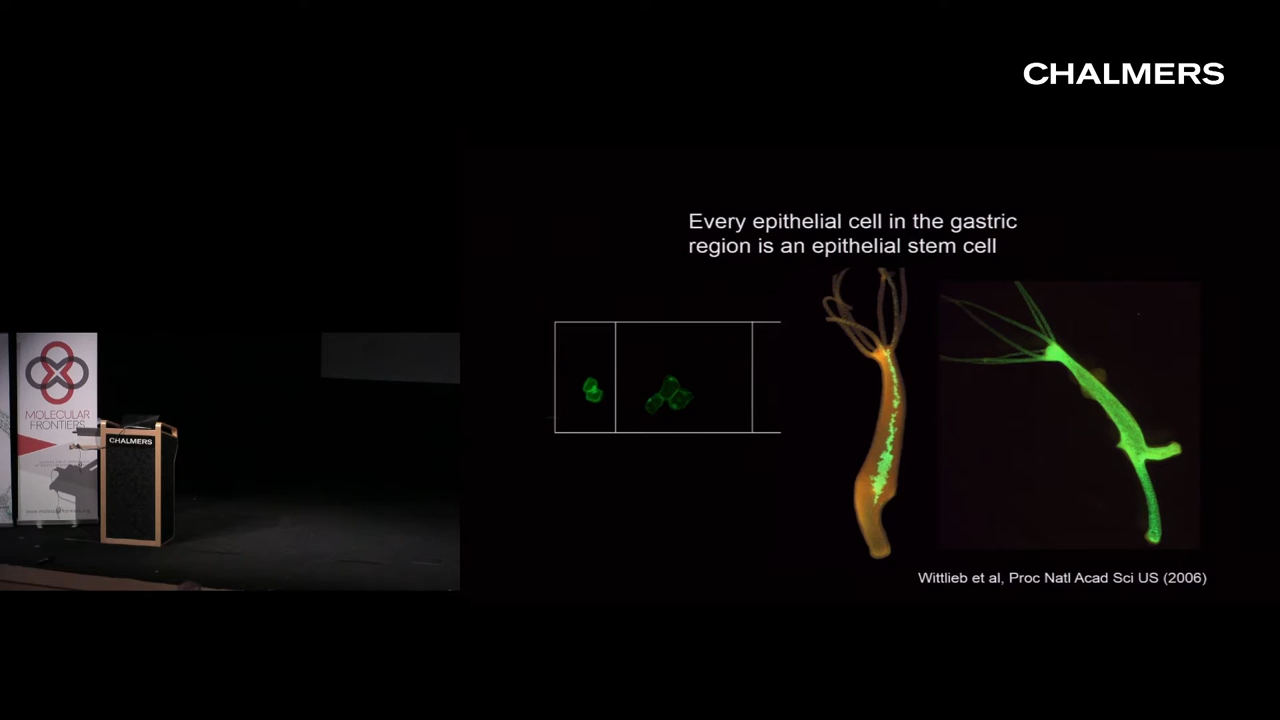 CHALMERS
Every epithelial cell in the gastric
region is an epithelial stem cell
MOLECULAR
FRONTIERS
CHALMERS
Wittlieb et al, Proc Natl Acad Sci US (2006)